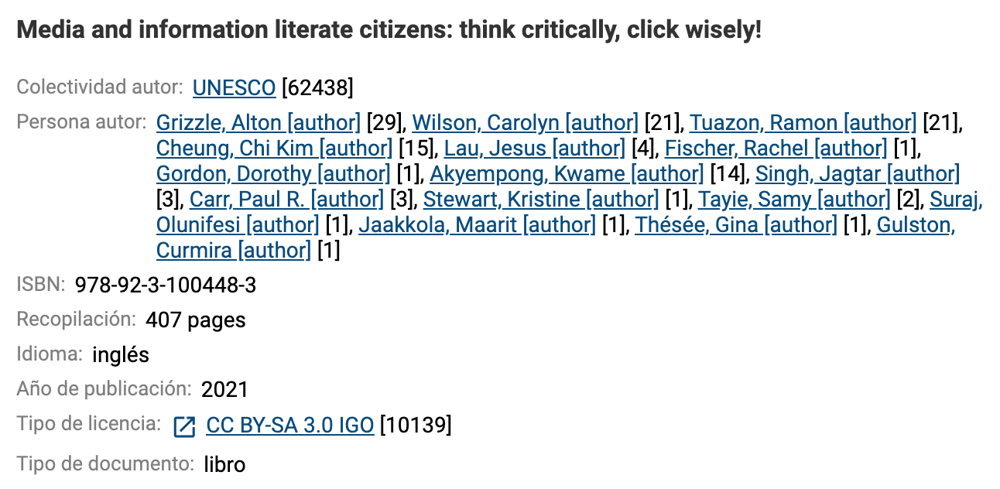 Media and information literate citizens: think critically, click wisely!
Colectividad autor: UNESCO [62438]
Persona autor: Grizzle, Alton [author] [29], Wilson, Carolyn [author] [21], Tuazon, Ramon [author] [21],
Cheung, Chi Kim [author] [15], Lau, Jesus [author] [4], Fischer, Rachel [author] [1],
Gordon, Dorothy [author] [1], Akyempong, Kwame [author] [14], Singh, Jagtar [author]
[3], Carr, Paul R. [author] [3], Stewart, Kristine [author] [1], Tayie, Samy [author] [2], Suraj,
Olunifesi [author] [1], Jaakkola, Maarit [author] [1], Thésée, Gina [author] [1], Gulston,
Curmira [author] [1]
ISBN: 978-92-3-100448-3
Recopilación: 407 pages
Idioma: inglés
Año de publicación: 2021
Tipo de licencia: CC BY-SA 3.0 IGO [10139]
Tipo de documento: libro